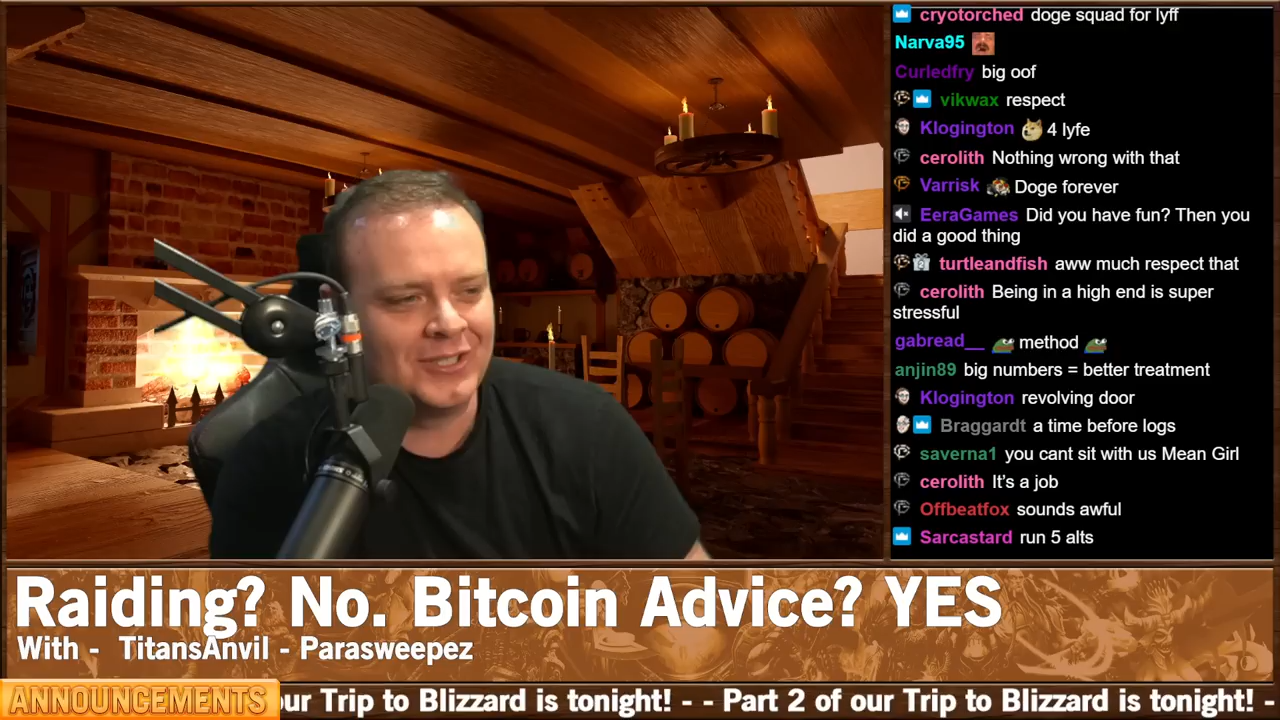 cryotorched doge squad for lyff
Narva95
Curledfry big oof
vikwax respect
Klogington 4 lyfe
cerolith Nothing wrong with that
Varrisk Doge forever
EeraGames Did you have fun? Then you
did a good thing
turtleandfish aww much respect that
cerolith Being in a high end is super
stressful
gabread__ method
anjin89 big numbers = better treatment
Klogington revolving door
Braggardt a time before logs
saverna1 you cant sit with us Mean Girl
cerolith It's a job
Offbeatfox sounds awful
Sarcastard run 5 alts
Raiding? No. Bitcoin Advice? YES
With - TitansAnvil - Parasweepez
ANNOUNCEMENTS our Trip to Blizzard is tonight! - - Part 2 of our Trip to Blizzard is tonight! -